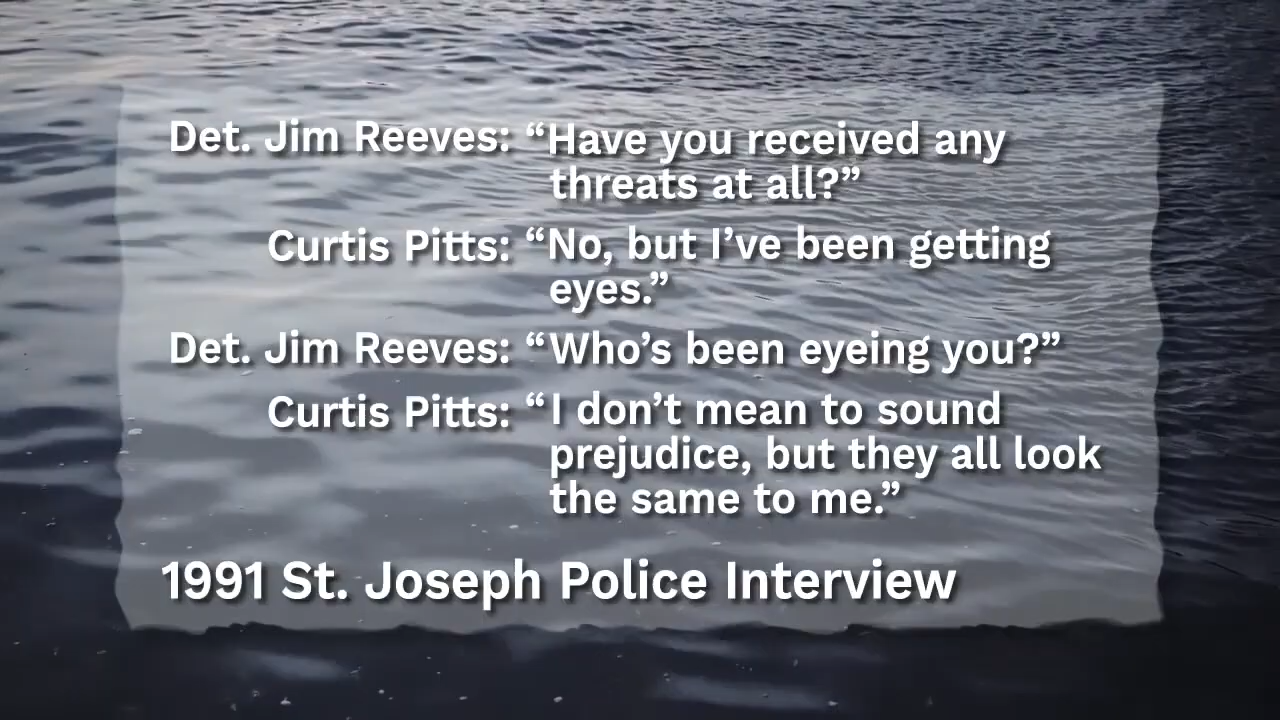 Det. Jim Reeves: “Have you received any
threats at all?”
Curtis Pitts: “No, but I’ve been getting
eyes.”
Det. Jim Reeves: “Who’s been eyeing you?”
Curtis Pitts: “I don’t mean to sound
prejudice, but they all look
the same to me.”
1991 St. Joseph Police Interview